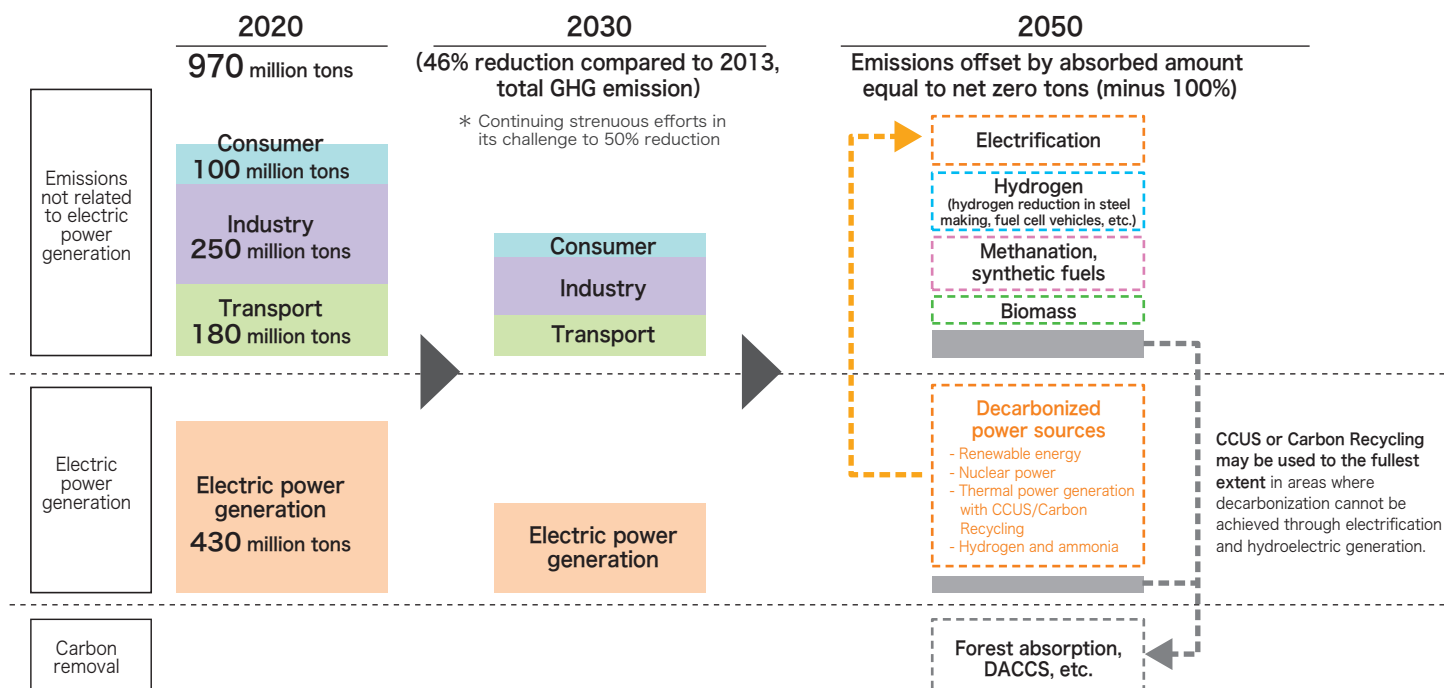 2020
970 million tons
2030
(46% reduction compared to 2013,
total GHG emission)
＊ Continuing strenuous efforts in
its challenge to 50% reduction
2050
Emissions offset by absorbed amount
equal to net zero tons (minus 100%)
Emissions
not related
to electric
power
generation
Consumer
100 million tons
Industry
250 million tons
Transport
180 million tons
Consumer
Industry
Transport
Electrification
Hydrogen
(hydrogen reduction in steel
making, fuel cell vehicles, etc.)
Methanation,
synthetic fuels
Biomass
Electric
power
generation
Electric power
generation
430 million tons
Electric power
generation
Decarbonized
power sources
- Renewable energy
- Nuclear power
- Thermal power generation
with CCUS/Carbon
Recycling
- Hydrogen and ammonia
CCUS or Carbon Recycling
may be used to the fullest
extent in areas where
decarbonization cannot be
achieved through electrification
and hydroelectric generation.
Carbon
removal
Forest absorption,
DACCS, etc.